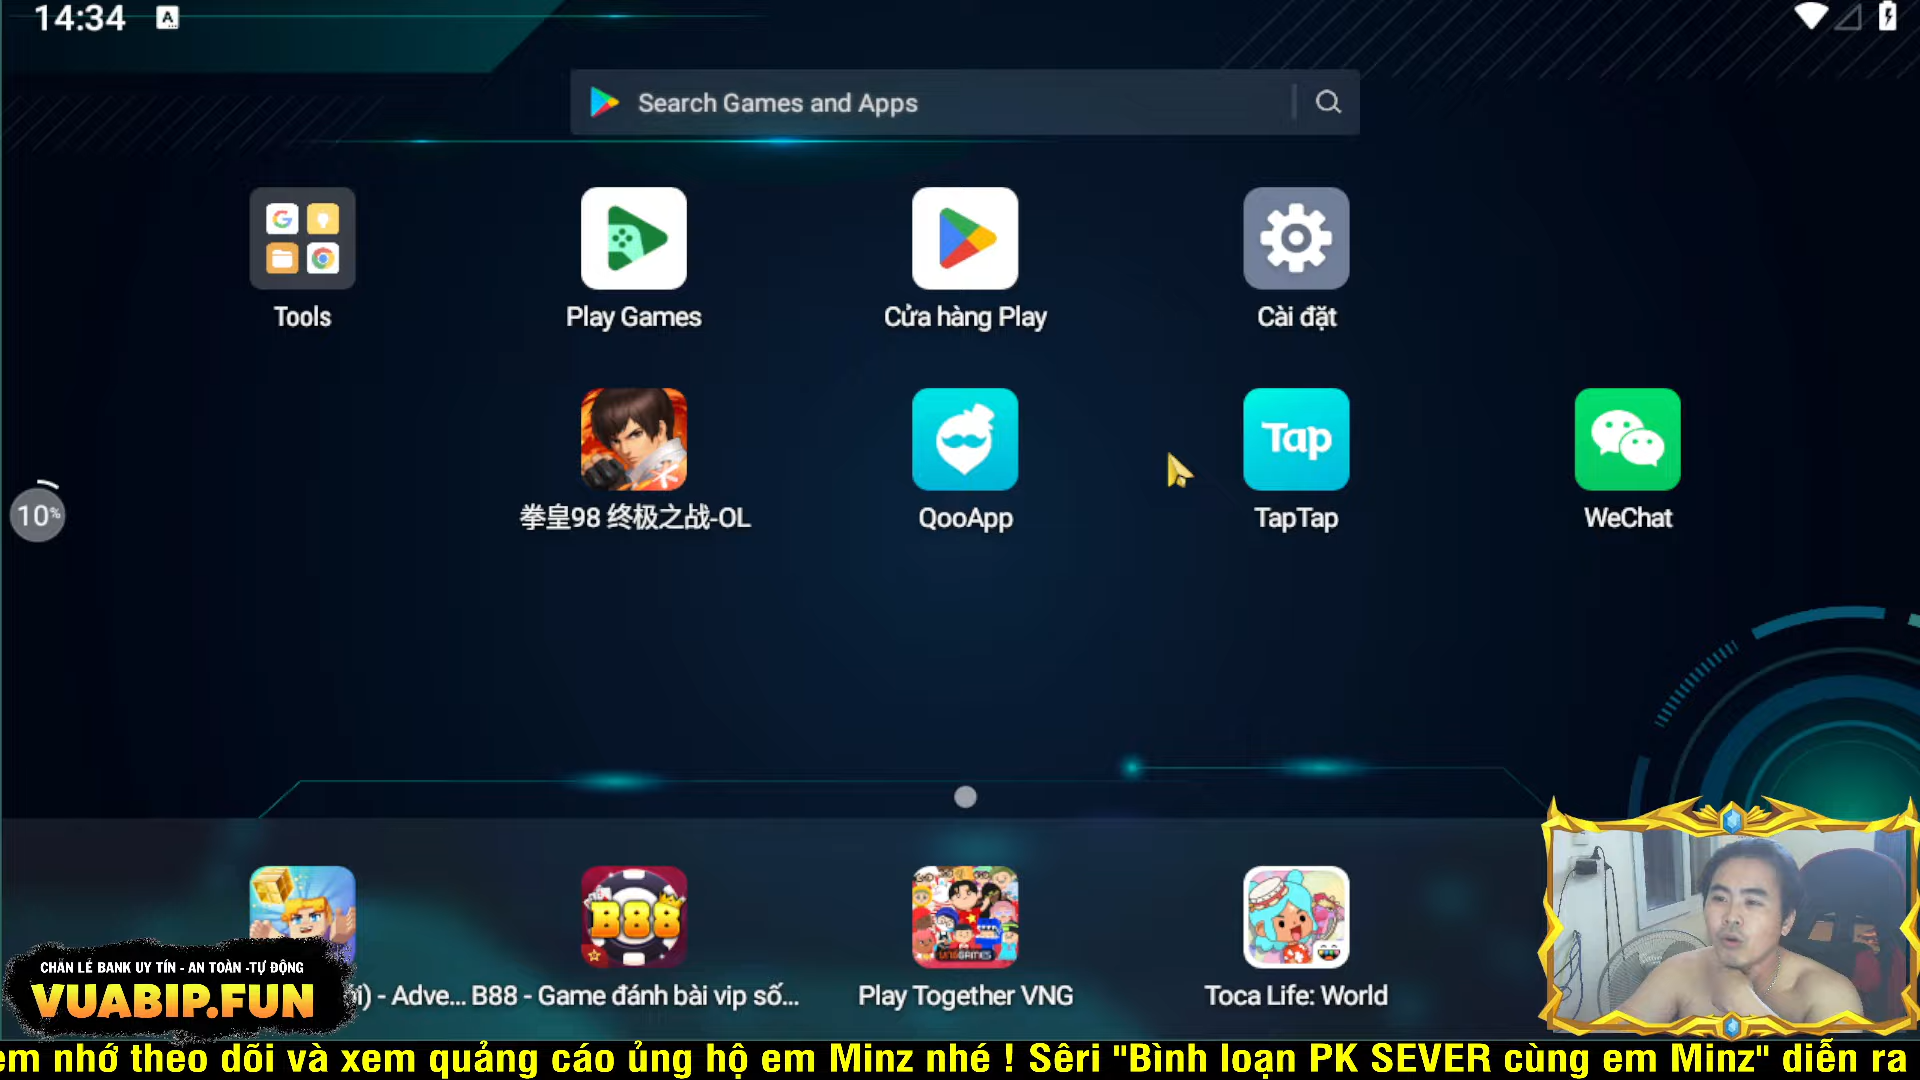 14:34
A
Search Games and Apps
Tools
Play Games
Cửa hàng Play
Cài đặt
Tap
拳皇98 终极之战-OL
QooApp
TapTap
WeChat
10%
B88
VNGGAMES
i) - Adve...
B88 - Game đánh bài vip số...
Play Together VNG
Toca Life: World
CHẴN LẺ BANK UY TÍN - AN TOÀN -TỰ ĐỘNG
VUABIP.FUN
em nhớ theo dõi và xem quảng cáo ủng hộ em Minz nhé ! Sêri "Bình loạn PK SEVER cùng em Minz" diễn ra